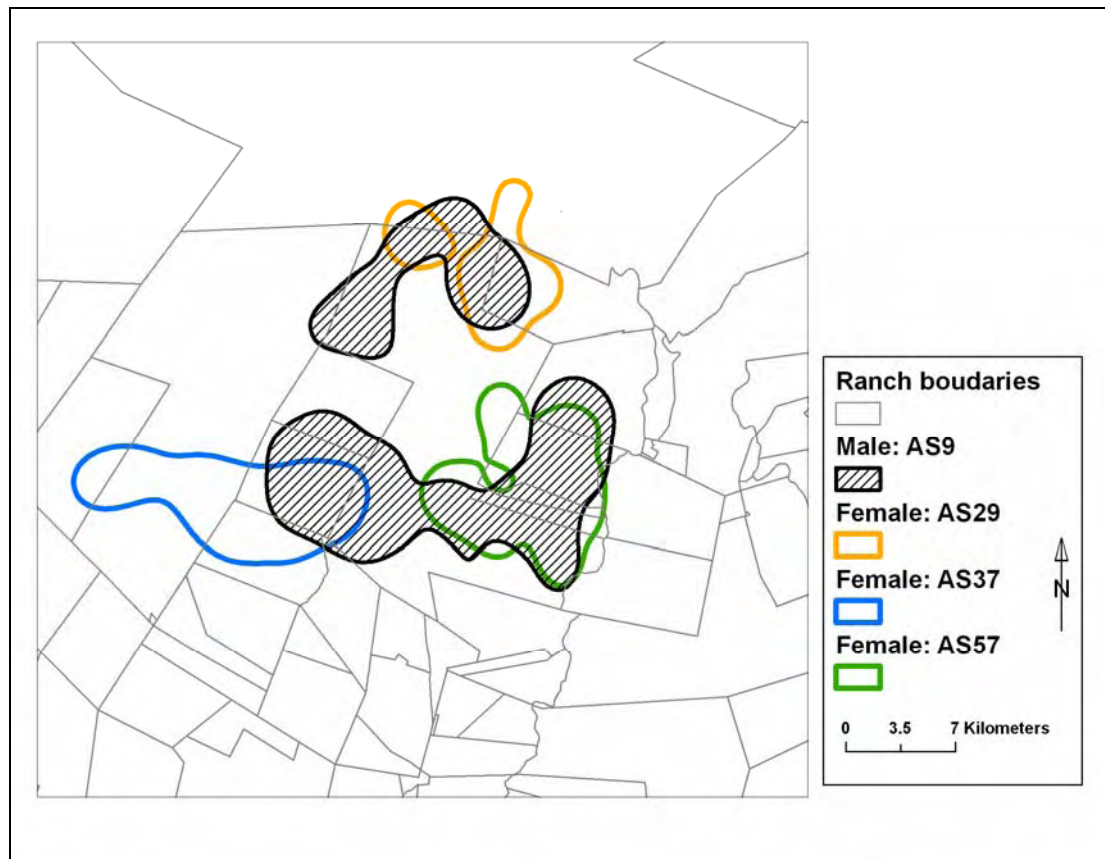 Ranch boudaries
Male: AS9
Female: AS29
Female: AS37
Female: AS57
N
0 3.5 7 Kilometers